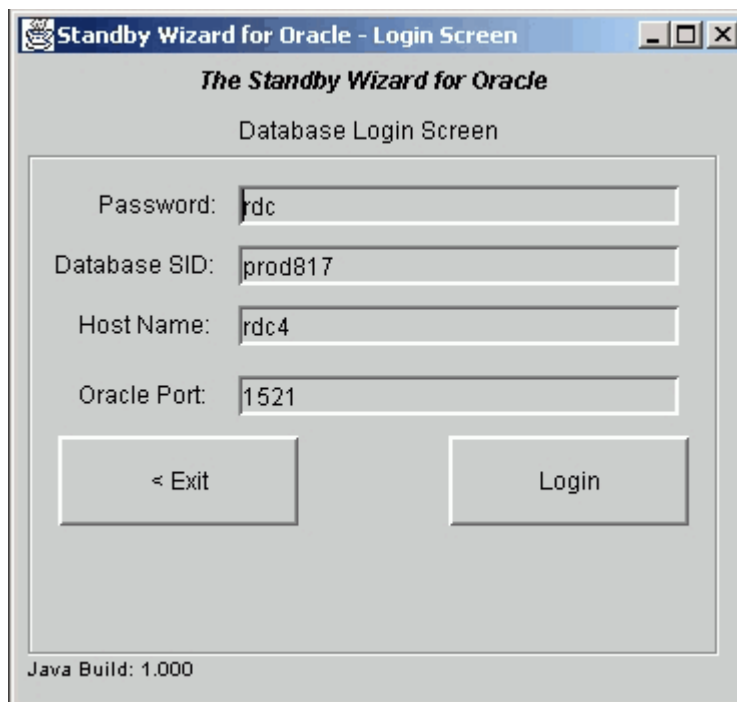 Standby Wizard for Oracle - Login Screen
The Standby Wizard for Oracle
Database Login Screen
Password: rdc
Database SID: prod817
Host Name: rdc4
Oracle Port: 1521
< Exit Login
Java Build: 1.000